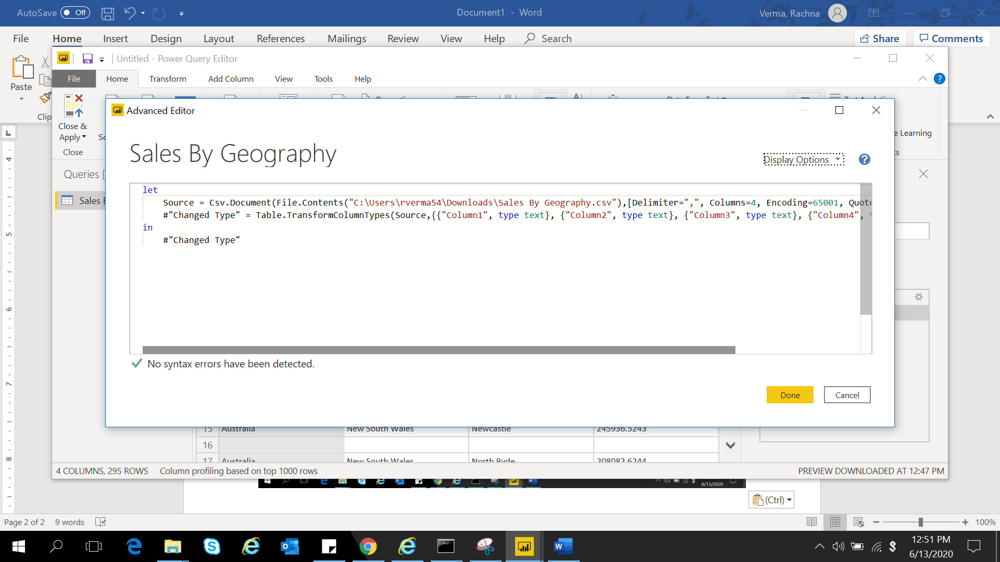 AutoSave Off Document1 - Word Verma, Rachna
File Home Insert Design Layout References Mailings Review View Help Search Share Comments
Untitled - Power Query Editor
File Home Transform Add Column View Tools Help
Paste
Clip
Close &
Apply
Close
Advanced Editor
e Learning
Queries [
Sales
Sales By Geography
Display Options
let
Source = Csv.Document(File.Contents("C:\Users\rverma54\Downloads\Sales By Geography.csv"),[Delimiter=",", Columns=4, Encoding=65001, Quote
#"Changed Type" = Table.TransformColumnTypes(Source,{{"Column1", type text}, {"Column2", type text}, {"Column3", type text}, {"Column4", t
in
#"Changed Type"
No syntax errors have been detected.
Done Cancel
15 Australia New South Wales Newcastle 245936.5243
16
17 Australia New South Wales North Ryde 208082.6244
4 COLUMNS, 295 ROWS Column profiling based on top 1000 rows PREVIEW DOWNLOADED AT 12:47 PM
6/13/2020
(Ctrl)
Page 2 of 2 9 words 100%
12:51 PM
6/13/2020
4
5
6
7
8